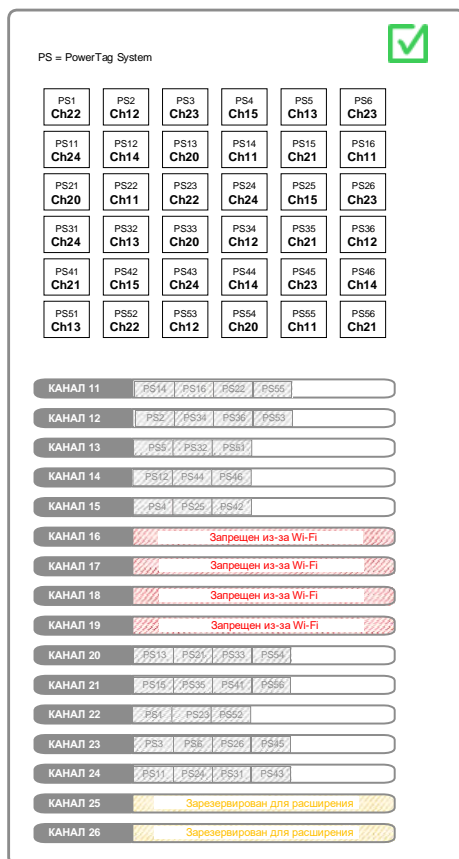 PS = PowerTag System
PS1 PS2 PS3 PS4 PS5 PS6
Ch22 Ch12 Ch23 Ch15 Ch13 Ch23
PS11 PS12 PS13 PS14 PS15 PS16
Ch24 Ch14 Ch20 Ch11 Ch21 Ch11
PS21 PS22 PS23 PS24 PS25 PS26
Ch20 Ch11 Ch22 Ch24 Ch15 Ch23
PS31 PS32 PS33 PS34 PS35 PS36
Ch24 Ch13 Ch20 Ch12 Ch21 Ch12
PS41 PS42 PS43 PS44 PS45 PS46
Ch21 Ch15 Ch24 Ch14 Ch23 Ch14
PS51 PS52 PS53 PS54 PS55 PS56
Ch13 Ch22 Ch12 Ch20 Ch11 Ch21
КАНАЛ 11 PS14 PS16 PS22 PS55
КАНАЛ 12 PS2 PS34 PS36 PS53
КАНАЛ 13 PS5 PS32 PS51
КАНАЛ 14 PS12 PS44 PS46
КАНАЛ 15 PS4 PS25 PS42
КАНАЛ 16 Запрещен из-за Wi-Fi
КАНАЛ 17 Запрещен из-за Wi-Fi
КАНАЛ 18 Запрещен из-за Wi-Fi
КАНАЛ 19 Запрещен из-за Wi-Fi
КАНАЛ 20 PS13 PS21 PS33 PS54
КАНАЛ 21 PS15 PS35 PS41 PS56
КАНАЛ 22 PS1 PS23 PS52
КАНАЛ 23 PS3 PS6 PS26 PS45
КАНАЛ 24 PS11 PS24 PS31 PS43
КАНАЛ 25 Зарезервирован для расширения
КАНАЛ 26 Зарезервирован для расширения